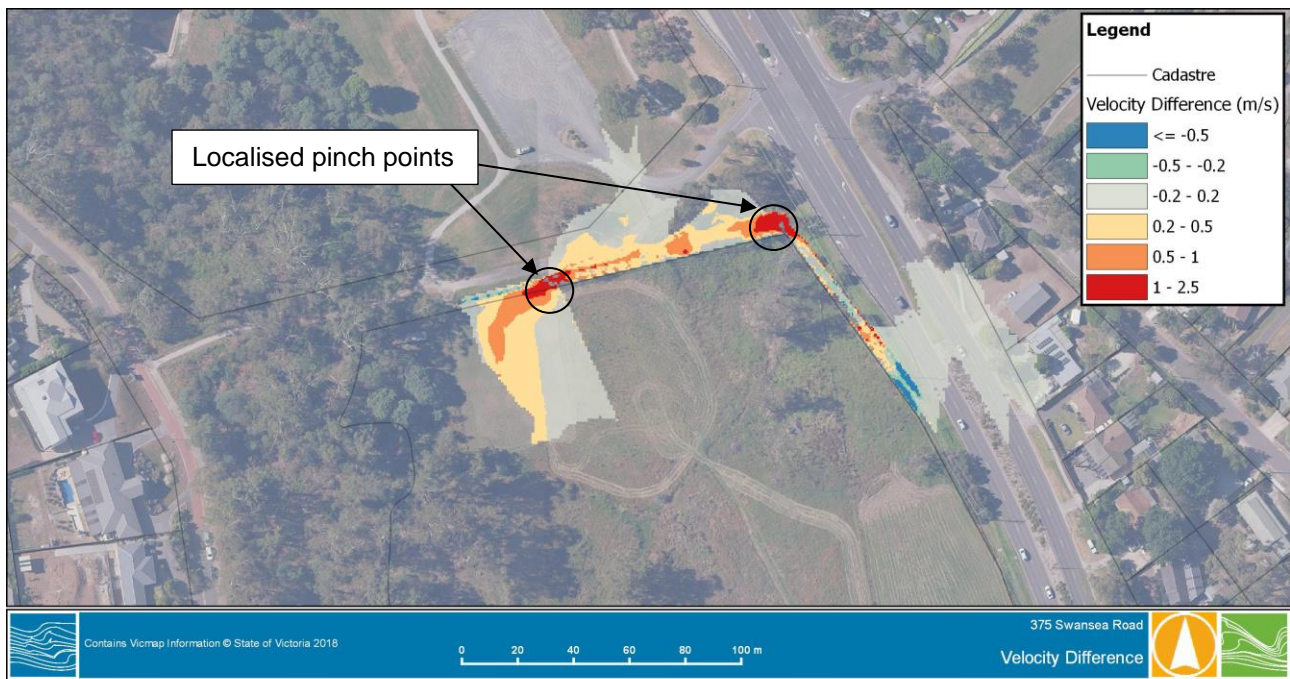 Localised pinch points
Legend
Cadastre
Velocity Difference (m/s)
<= -0.5
-0.5 - -0.2
-0.2 - 0.2
0.2 - 0.5
0.5 - 1
1 - 2.5
Contains Vicmap Information © State of Victoria 2018
0 20 40 60 80 100 m
375 Swansea Road
Velocity Difference